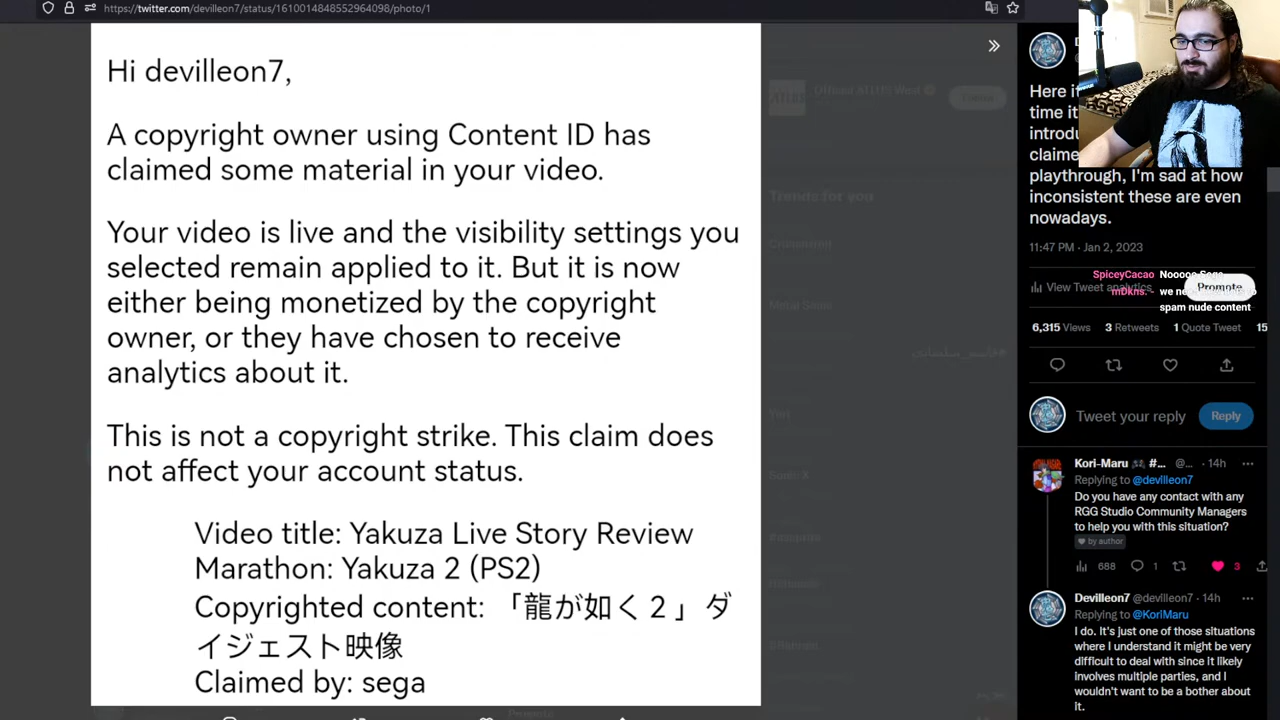 https://twitter.com/devilleon7/status/1610014848552964098/photo/1
Hi devilleon7,
A copyright owner using Content ID has
claimed some material in your video.
Your video is live and the visibility settings you
selected remain applied to it. But it is now
either being monetized by the copyright
owner, or they have chosen to receive
analytics about it.
This is not a copyright strike. This claim does
not affect your account status.
Video title: Yakuza Live Story Review
Marathon: Yakuza 2 (PS2)
Copyrighted content: 「龍が如く２」ダ
イジェスト映像
Claimed by: sega
Official ATLUS West
Trends for you
Here
time it
claime
playthrough, I'm sad at how
inconsistent these are even
nowadays.
11:47 PM · Jan 2, 2023
SpiceyCacao Noooo Sega
mDkns. -
spam nude content
View Tweet analytics
Promote
6,315 Views 3 Retweets 1 Quote Tweet 15
Tweet your reply Reply
Kori-Maru #... @... · 14h
Replying to @devilleon7
Do you have any contact with any
RGG Studio Community Managers
to help you with this situation?
by author
688 1 3
Devilleon7 @devilleon7 · 14h
Replying to @KoriMaru
I do. It's just one of those situations
where I understand it might be very
difficult to deal with since it likely
involves multiple parties, and I
wouldn't want to be a bother about
it.